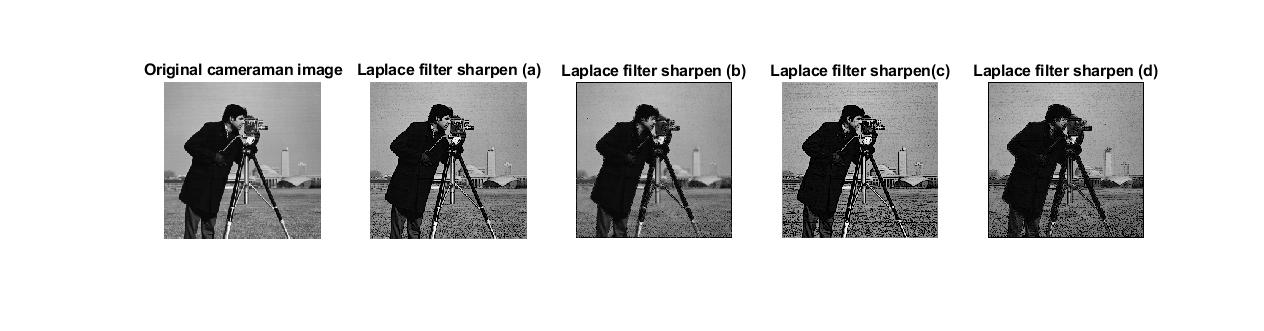 Original cameraman image
Laplace filter sharpen (a)
Laplace filter sharpen (b)
Laplace filter sharpen(c)
Laplace filter sharpen (d)